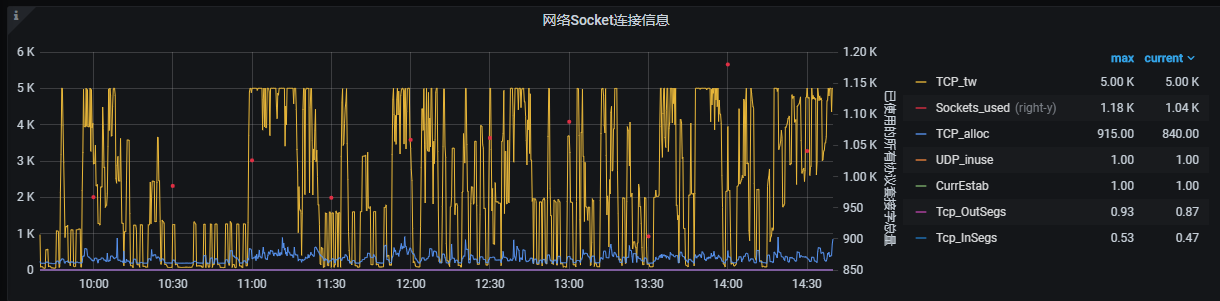 i
网络Socket连接信息
6 K
5 K
4 K
3 K
2 K
1 K
0
1.20 K
1.15 K
1.10 K
1.05 K
1.00 K
950
900
850
已使用的所有协议套接字总量
10:00 10:30 11:00 11:30 12:00 12:30 13:00 13:30 14:00 14:30
max current
TCP_tw 5.00 K 5.00 K
Sockets_used (right-y) 1.18 K 1.04 K
TCP_alloc 915.00 840.00
UDP_inuse 1.00 1.00
CurrEstab 1.00 1.00
Tcp_OutSegs 0.93 0.87
Tcp_InSegs 0.53 0.47